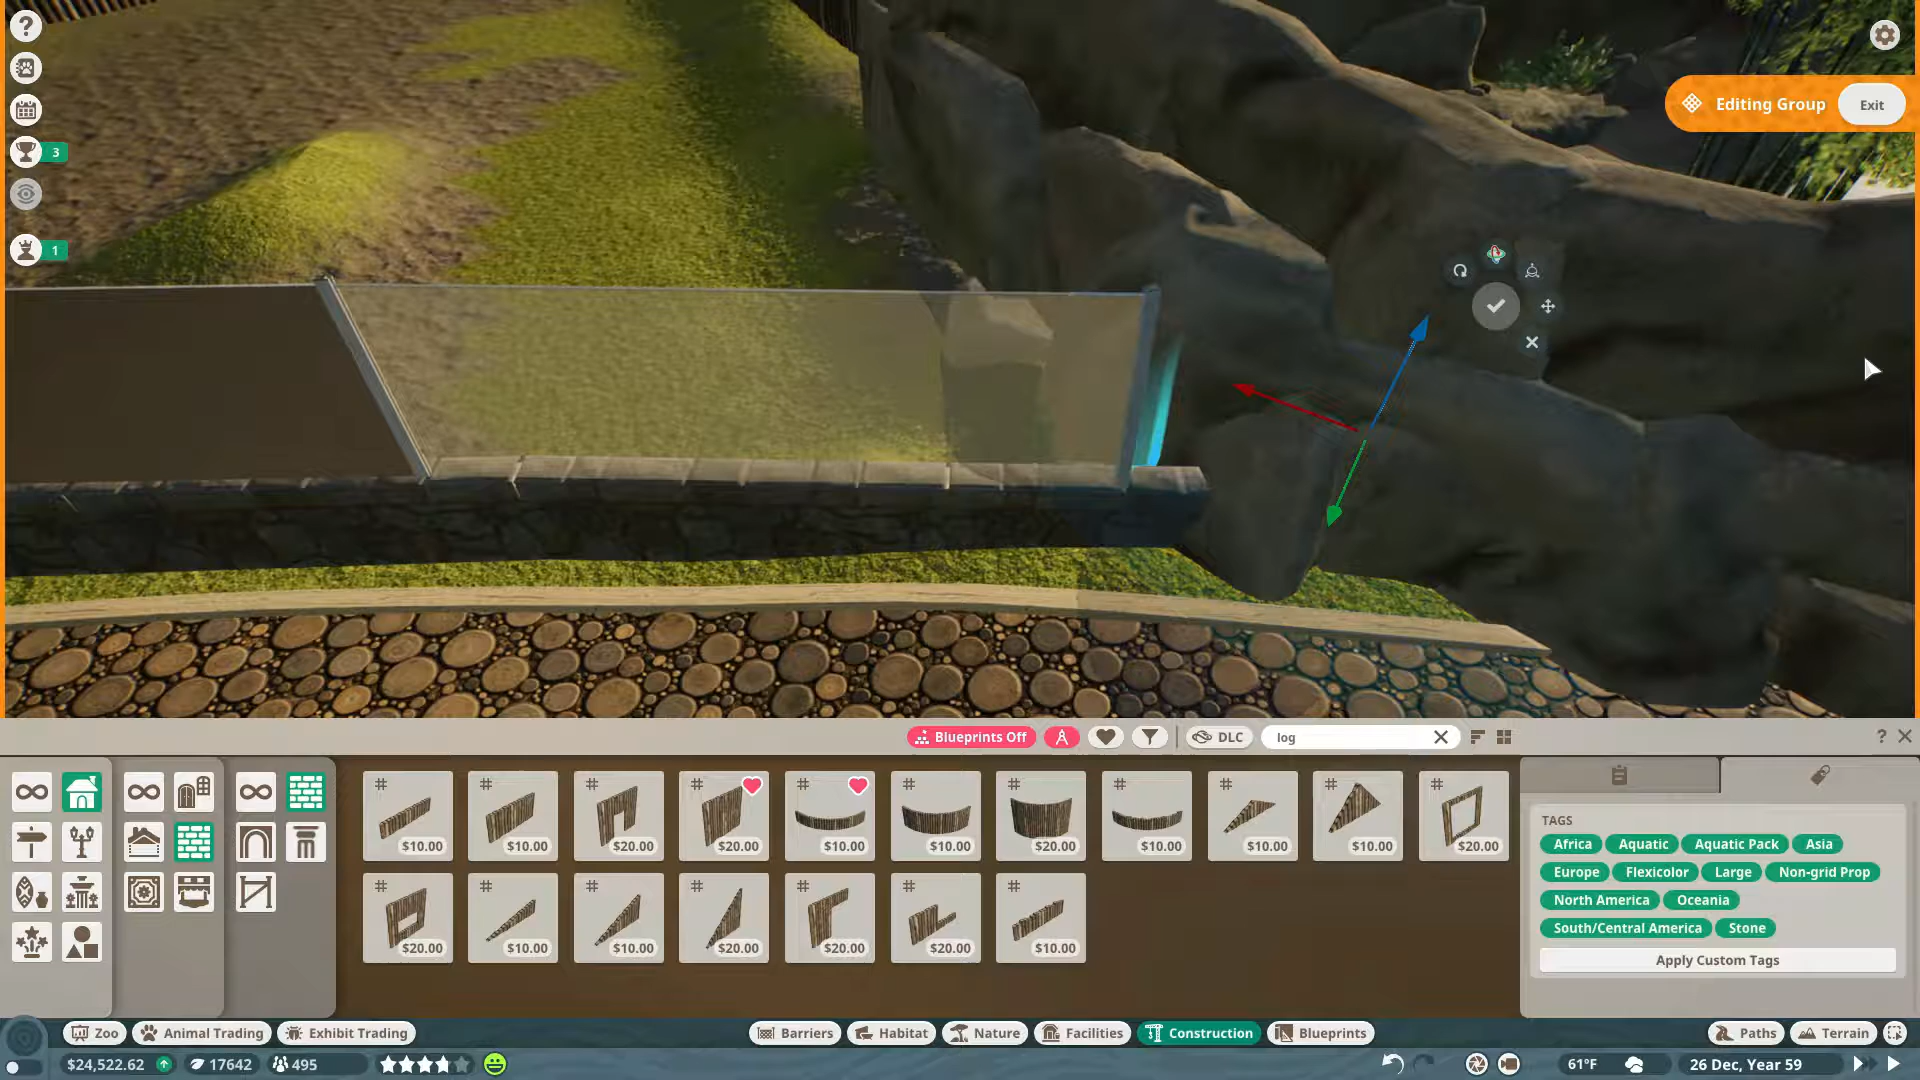 ?
3
1
Editing Group Exit
Blueprints Off DLC log ?
$10.00 $10.00 $20.00 $20.00 $10.00 $10.00 $20.00 $10.00 $10.00 $10.00 $20.00
$20.00 $10.00 $10.00 $20.00 $20.00 $20.00 $10.00
TAGS
Africa Aquatic Aquatic Pack Asia
Europe Flexicolor Large Non-grid Prop
North America Oceania
South/Central America Stone
Apply Custom Tags
Zoo Animal Trading Exhibit Trading Barriers Habitat Nature Facilities Construction Blueprints Paths Terrain
$24,522.62 17642 495 61°F 26 Dec, Year 59